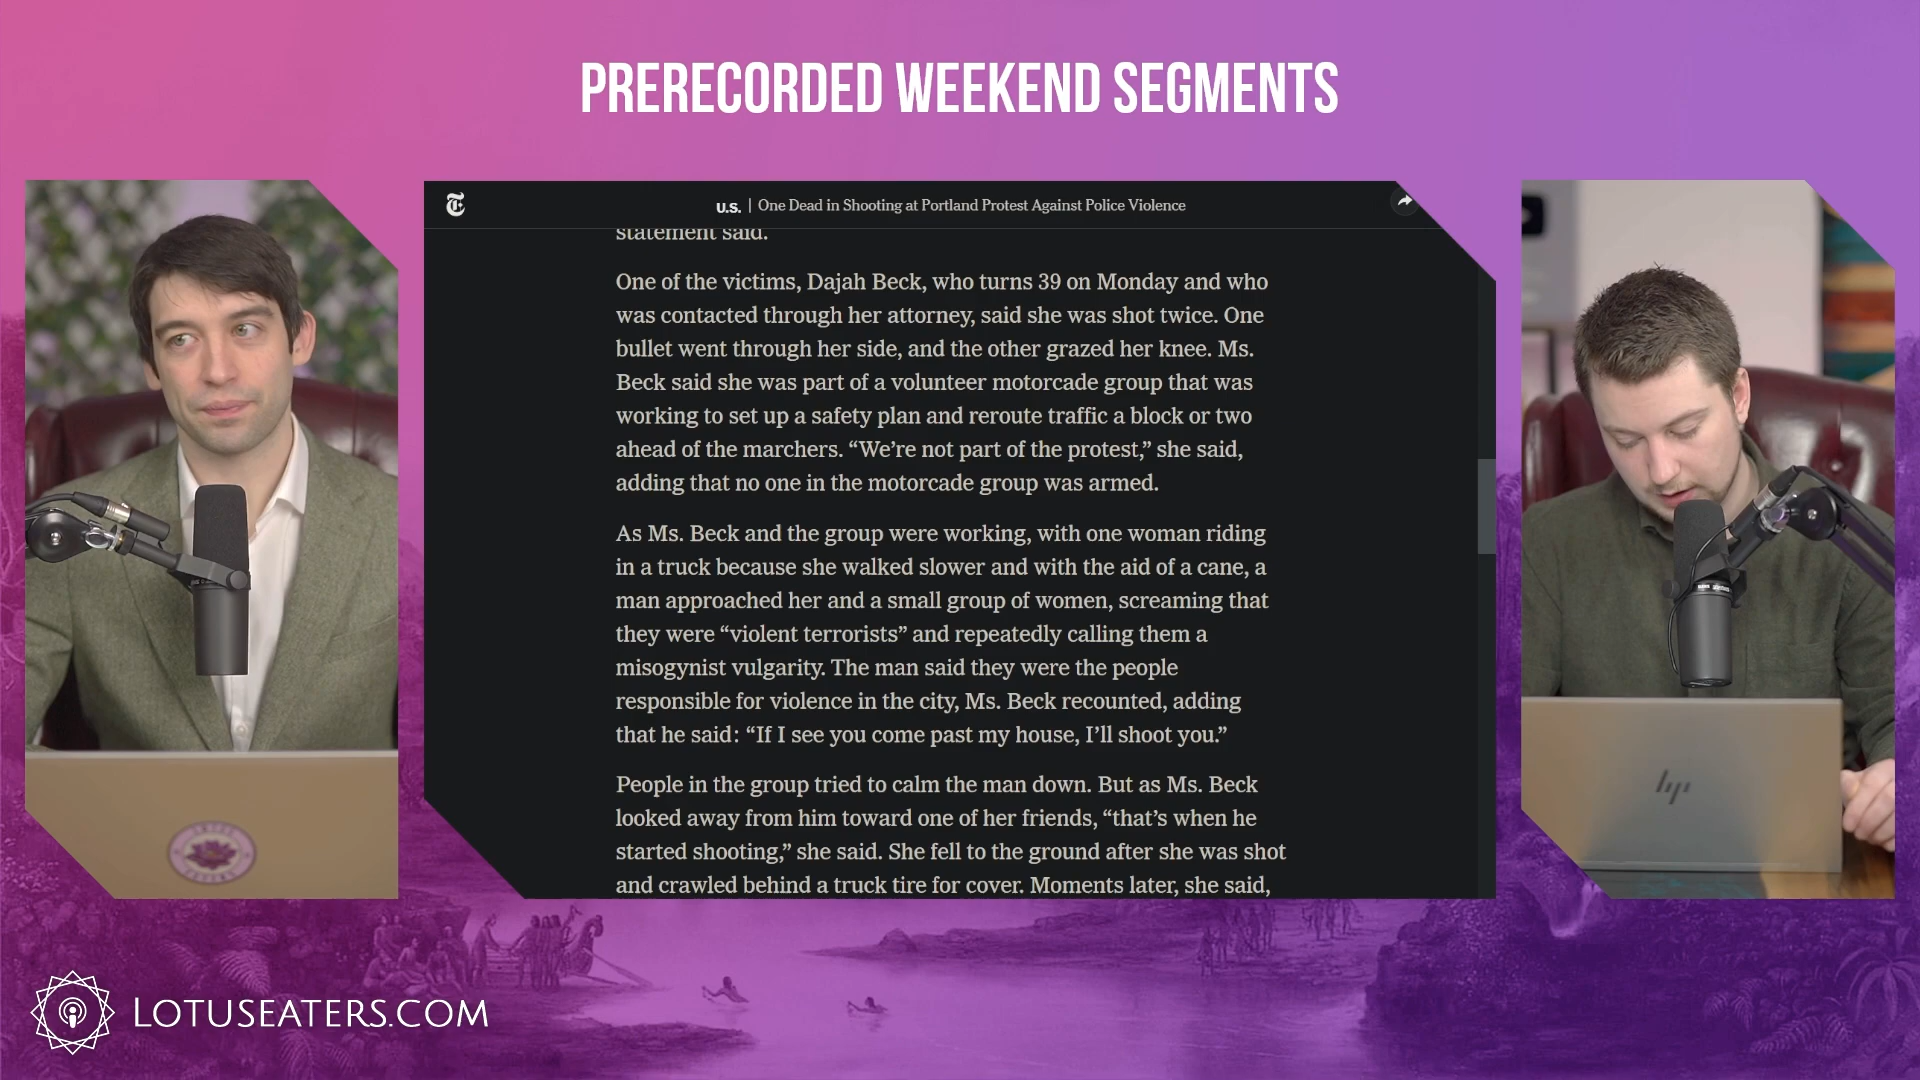 PRERECORDED WEEKEND SEGMENTS
U.S. | One Dead in Shooting at Portland Protest Against Police Violence
statement said.
One of the victims, Dajah Beck, who turns 39 on Monday and who
was contacted through her attorney, said she was shot twice. One
bullet went through her side, and the other grazed her knee. Ms.
Beck said she was part of a volunteer motorcade group that was
working to set up a safety plan and reroute traffic a block or two
ahead of the marchers. “We’re not part of the protest,” she said,
adding that no one in the motorcade group was armed.
As Ms. Beck and the group were working, with one woman riding
in a truck because she walked slower and with the aid of a cane, a
man approached her and a small group of women, screaming that
they were “violent terrorists” and repeatedly calling them a
misogynist vulgarity. The man said they were the people
responsible for violence in the city, Ms. Beck recounted, adding
that he said: “If I see you come past my house, I’ll shoot you.”
People in the group tried to calm the man down. But as Ms. Beck
looked away from him toward one of her friends, “that’s when he
started shooting,” she said. She fell to the ground after she was shot
and crawled behind a truck tire for cover. Moments later, she said,
hp
LOTUSEATERS.COM